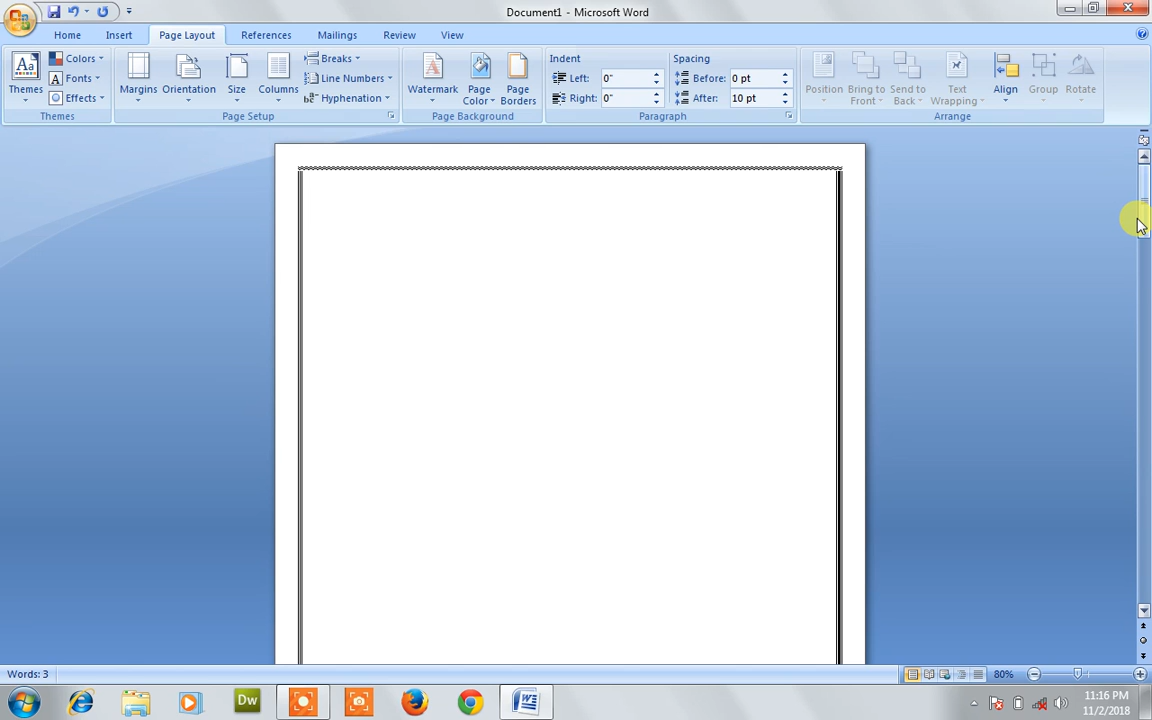 Document1 - Microsoft Word
Home Insert Page Layout References Mailings Review View
Themes
Colors
Fonts
Effects
Themes
Margins Orientation Size Columns
Breaks
Line Numbers
Hyphenation
Page Setup
Watermark Page Color Page Borders
Page Background
Indent
Left: 0"
Right: 0"
Spacing
Before: 0 pt
After: 10 pt
Paragraph
Position Bring to Front Send to Back Text Wrapping Align Group Rotate
Arrange
Words: 3
80%
Dw
11:16 PM
11/2/2018